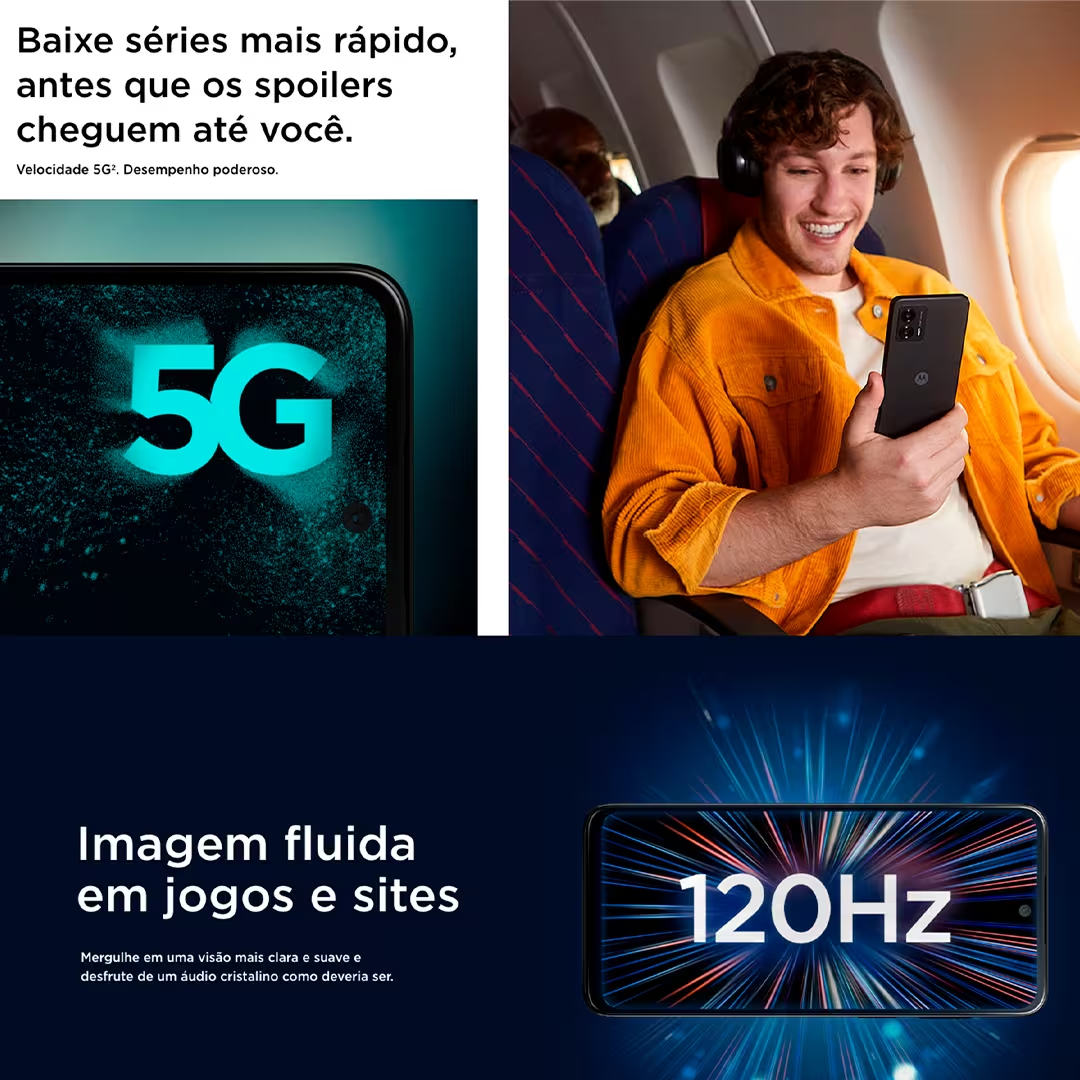 Baixe séries mais rápido,
antes que os spoilers
cheguem até você.
Velocidade 5G². Desempenho poderoso.
5G
Imagem fluida
em jogos e sites
Mergulhe em uma visão mais clara e suave e
desfrute de um áudio cristalino como deveria ser.
120Hz